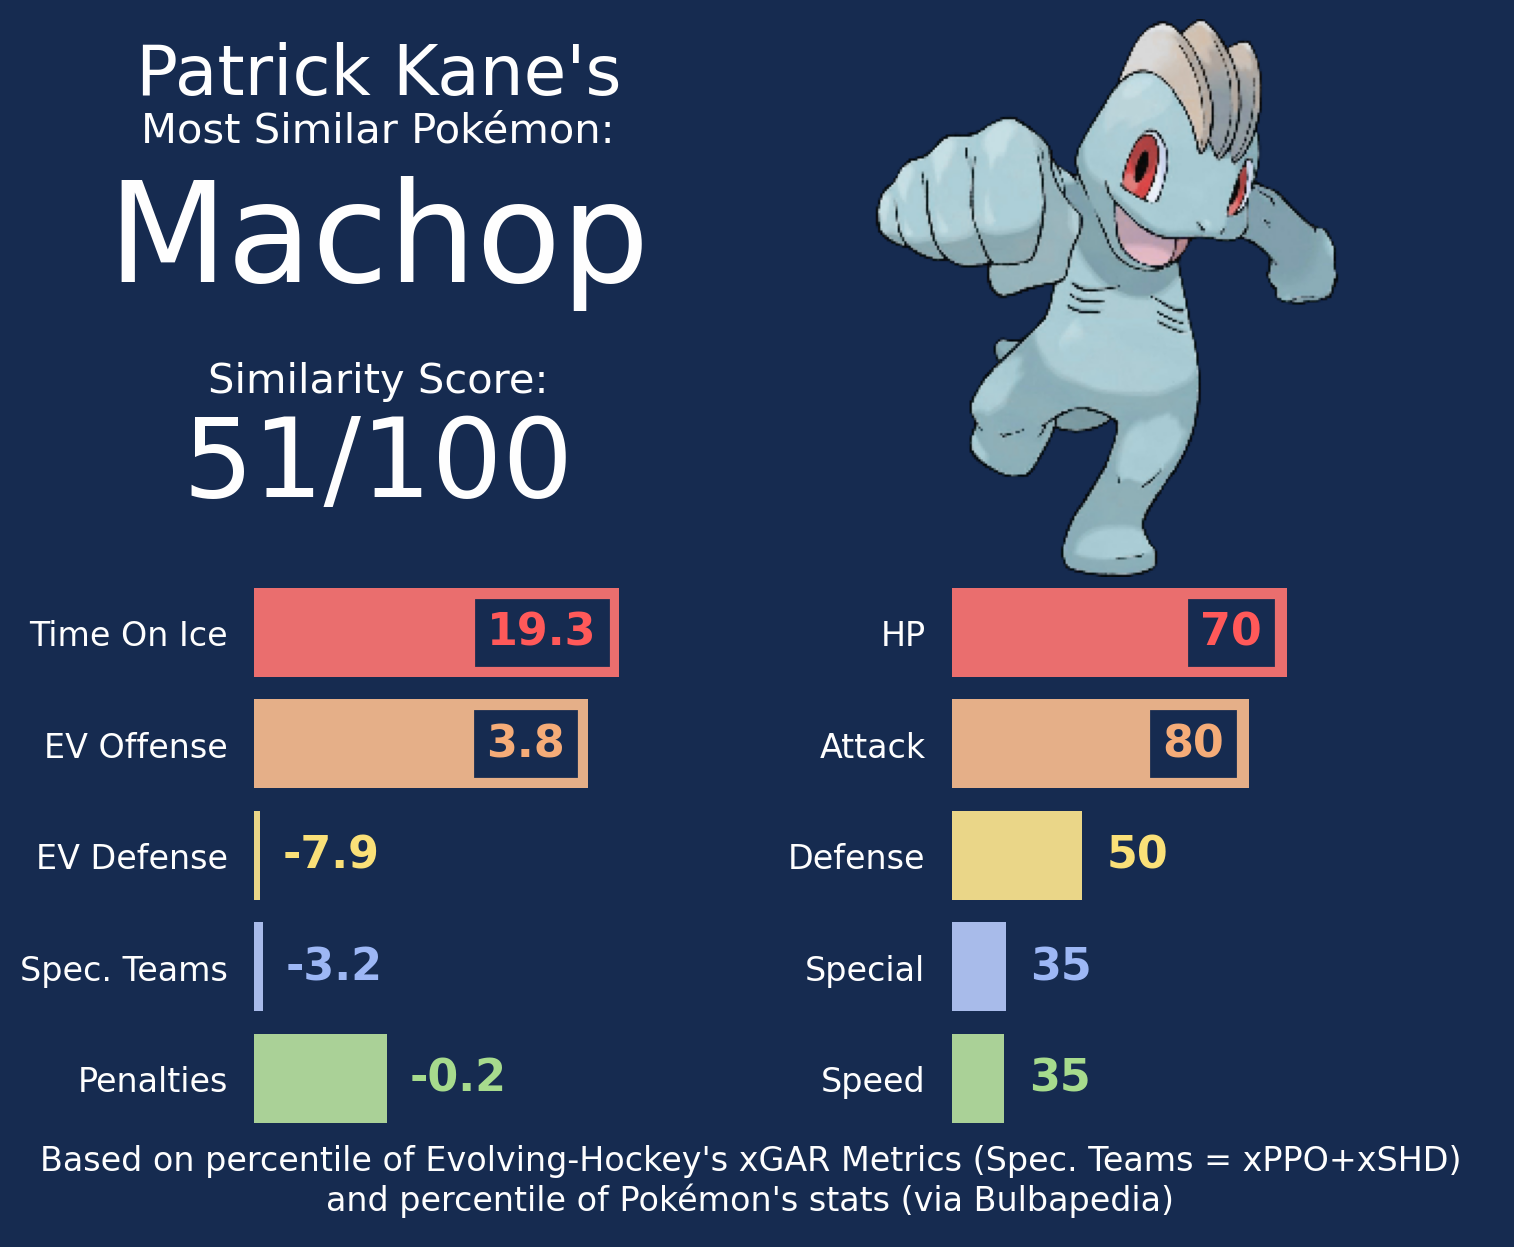 Patrick Kane's
Most Similar Pokémon:
Machop
Similarity Score:
51/100
Time On Ice 19.3
EV Offense 3.8
EV Defense -7.9
Spec. Teams -3.2
Penalties -0.2
HP 70
Attack 80
Defense 50
Special 35
Speed 35
Based on percentile of Evolving-Hockey's xGAR Metrics (Spec. Teams = xPPO+xSHD)
and percentile of Pokémon's stats (via Bulbapedia)